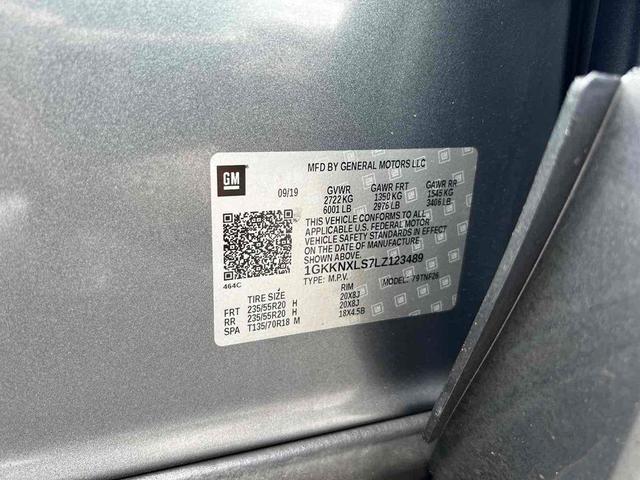 GM
MFD BY GENERAL MOTORS LLC
09/19 GVWR GAWR FRT GAWR RR
2722 KG 1350 KG 1545 KG
6001 LB 2976 LB 3406 LB
THIS VEHICLE CONFORMS TO ALL
APPLICABLE U.S. FEDERAL MOTOR
VEHICLE SAFETY STANDARDS IN EFFECT
ON THE DATE OF MANUFACTURE
SHOWN ABOVE.
1GKKNXLS7LZ123489
TYPE: M.P.V. MODEL: 79TNF26
464C
TIRE SIZE RIM
FRT 235/55R20 H 20X8J
RR 235/55R20 H 20X8J
SPA T135/70R18 M 18X4.5B